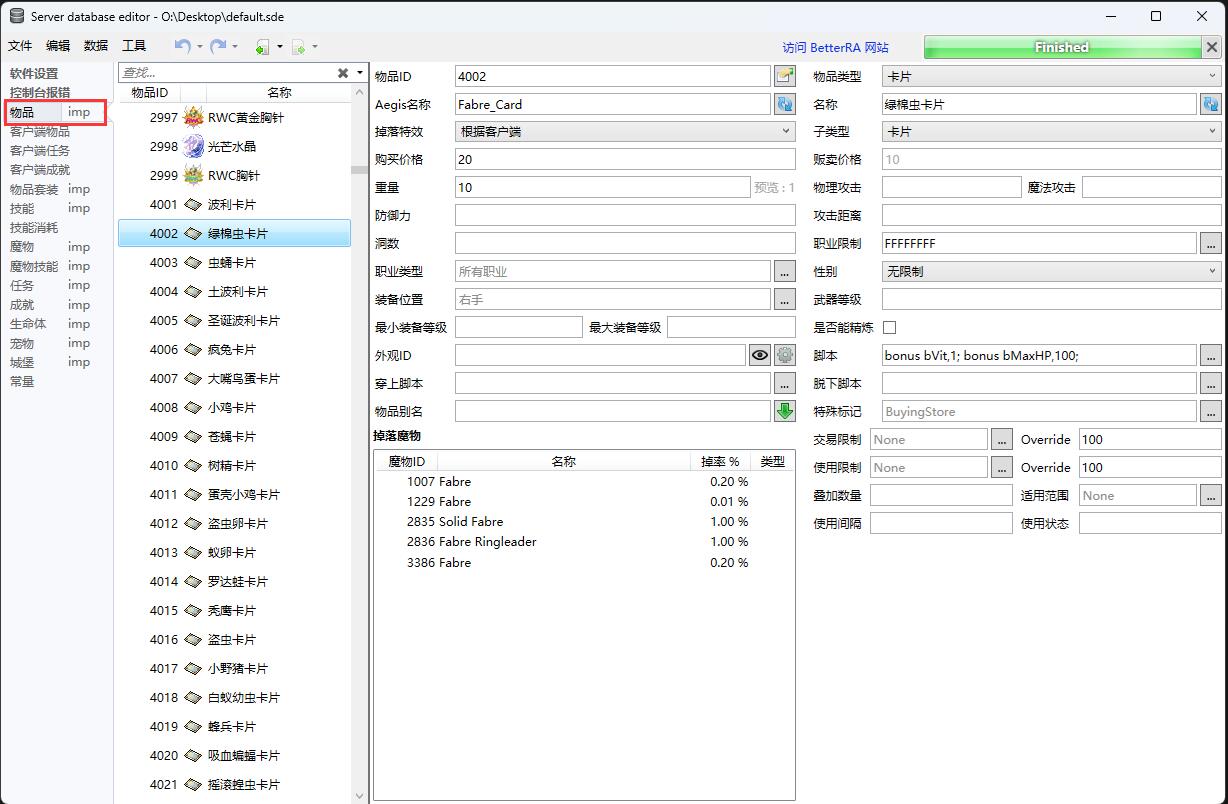 Server database editor - O:\Desktop\default.sde
文件 编辑 数据 工具
访问 BetterRA 网站
Finished
软件设置
控制台报错
物品 imp
客户端物品
客户端任务
客户端成就
物品套装 imp
技能 imp
技能消耗
魔物 imp
魔物技能 imp
任务 imp
成就 imp
生命体 imp
宠物 imp
城堡 imp
常量
查找...
物品ID 名称
2997 RWC黄金胸针
2998 光芒水晶
2999 RWC胸针
4001 波利卡片
4002 绿棉虫卡片
4003 虫蛹卡片
4004 土波利卡片
4005 圣诞波利卡片
4006 疯兔卡片
4007 大嘴鸟蛋卡片
4008 小鸡卡片
4009 苍蝇卡片
4010 树精卡片
4011 蛋壳小鸡卡片
4012 盗虫卵卡片
4013 蚁卵卡片
4014 罗达蛙卡片
4015 秃鹰卡片
4016 盗虫卡片
4017 小野猪卡片
4018 白蚁幼虫卡片
4019 蜂兵卡片
4020 吸血蝙蝠卡片
4021 摇滚蝗虫卡片
物品ID 4002 物品类型 卡片
Aegis名称 Fabre_Card 名称 绿棉虫卡片
掉落特效 根据客户端 子类型 卡片
购买价格 20 贩卖价格 10
重量 10 预览 : 1 物理攻击 魔法攻击
防御力 攻击距离
洞数 职业限制 FFFFFFFF ...
职业类型 所有职业 ... 性别 无限制
装备位置 右手 ... 武器等级
最小装备等级 最大装备等级 是否能精炼
外观ID 脚本 bonus bVit,1; bonus bMaxHP,100; ...
穿上脚本 ... 脱下脚本 ...
物品别名 特殊标记 BuyingStore ...
掉落魔物 交易限制 None ... Override 100
使用限制 None ... Override 100
叠加数量 适用范围 None ...
使用间隔 使用状态
魔物ID 名称 掉率 % 类型
1007 Fabre 0.20 %
1229 Fabre 0.01 %
2835 Solid Fabre 1.00 %
2836 Fabre Ringleader 1.00 %
3386 Fabre 0.20 %